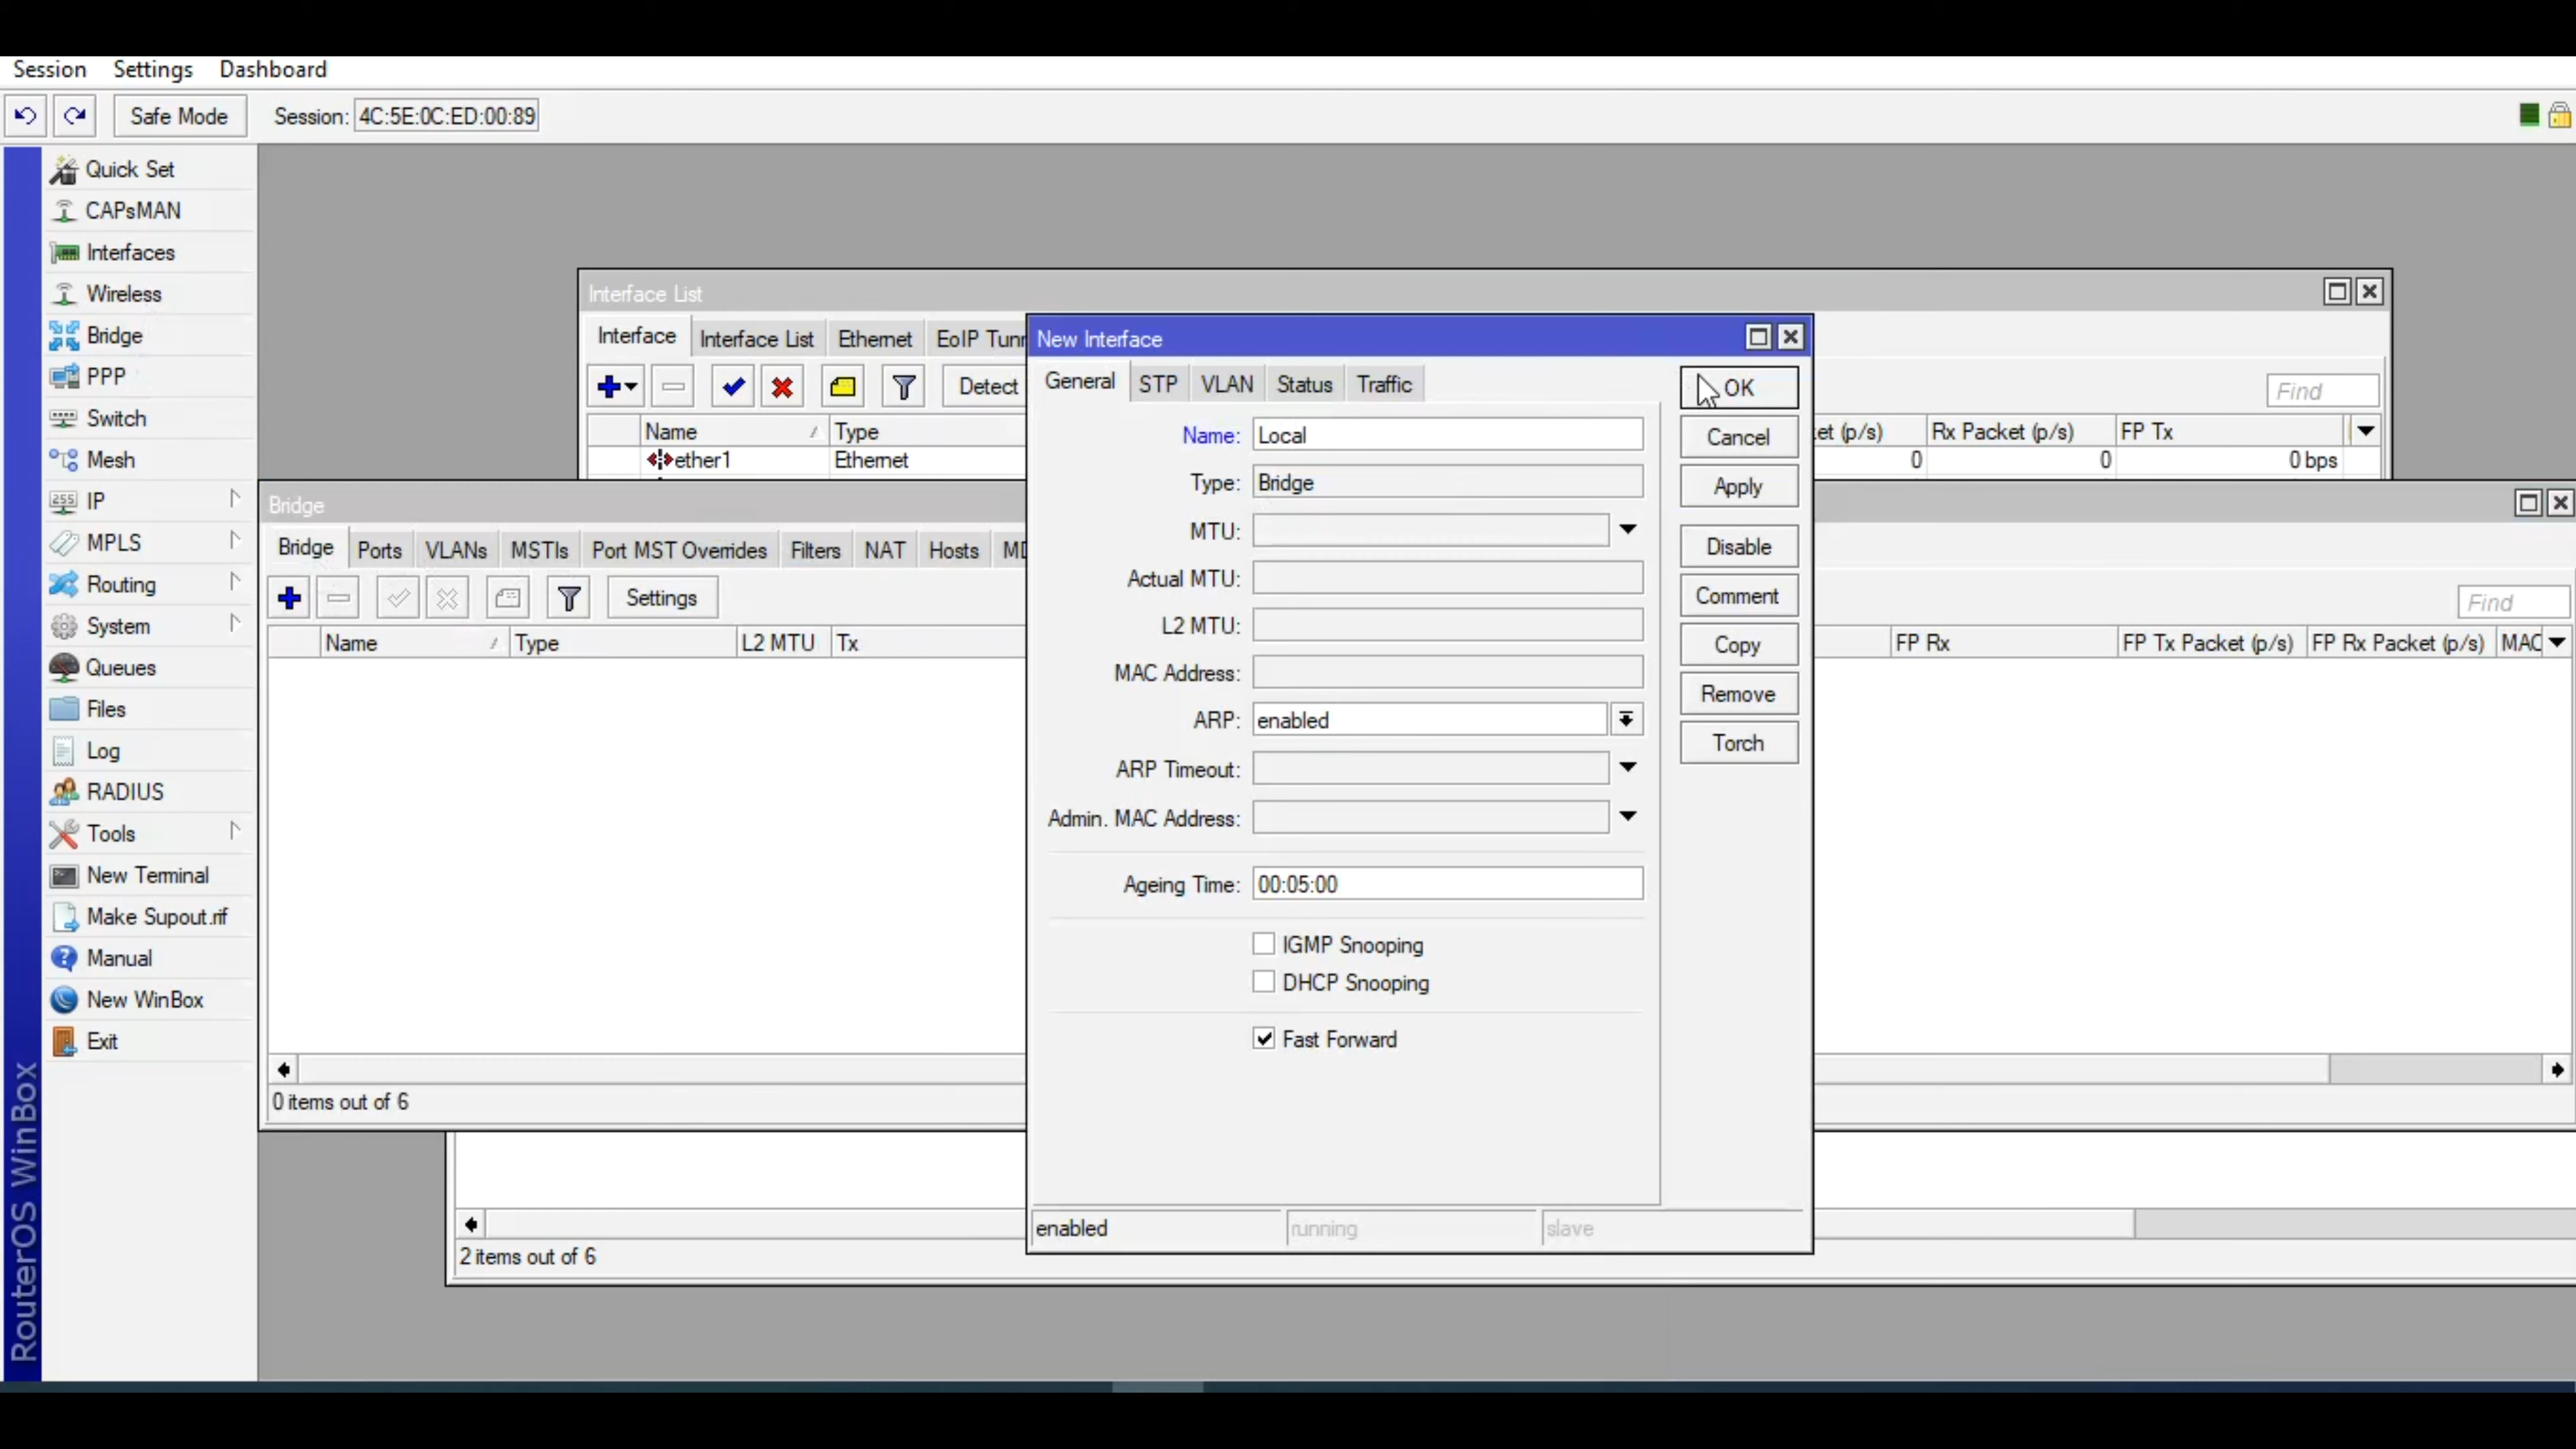 Session Settings Dashboard
Safe Mode Session: 4C:5E:0C:ED:00:89
Quick Set
CAPsMAN
Interfaces
Wireless
Bridge
PPP
Switch
Mesh
IP
MPLS
Routing
System
Queues
Files
Log
RADIUS
Tools
New Terminal
Make Supout.rif
Manual
New WinBox
Exit
RouterOS WinBox
Interface List
Interface Interface List Ethernet EoIP Tunn
Detect
Find
Name Type
et (p/s) Rx Packet (p/s) FP Tx
ether1 Ethernet
0 0 0 bps
Bridge
Bridge Ports VLANs MSTIs Port MST Overrides Filters NAT Hosts MD
Settings
Find
Name Type L2 MTU Tx
FP Rx FP Tx Packet (p/s) FP Rx Packet (p/s) MAC
0 items out of 6
2 items out of 6
New Interface
General STP VLAN Status Traffic
Name: Local
Type: Bridge
MTU:
Actual MTU:
L2 MTU:
MAC Address:
ARP: enabled
ARP Timeout:
Admin. MAC Address:
Ageing Time: 00:05:00
IGMP Snooping
DHCP Snooping
Fast Forward
OK
Cancel
Apply
Disable
Comment
Copy
Remove
Torch
enabled running slave